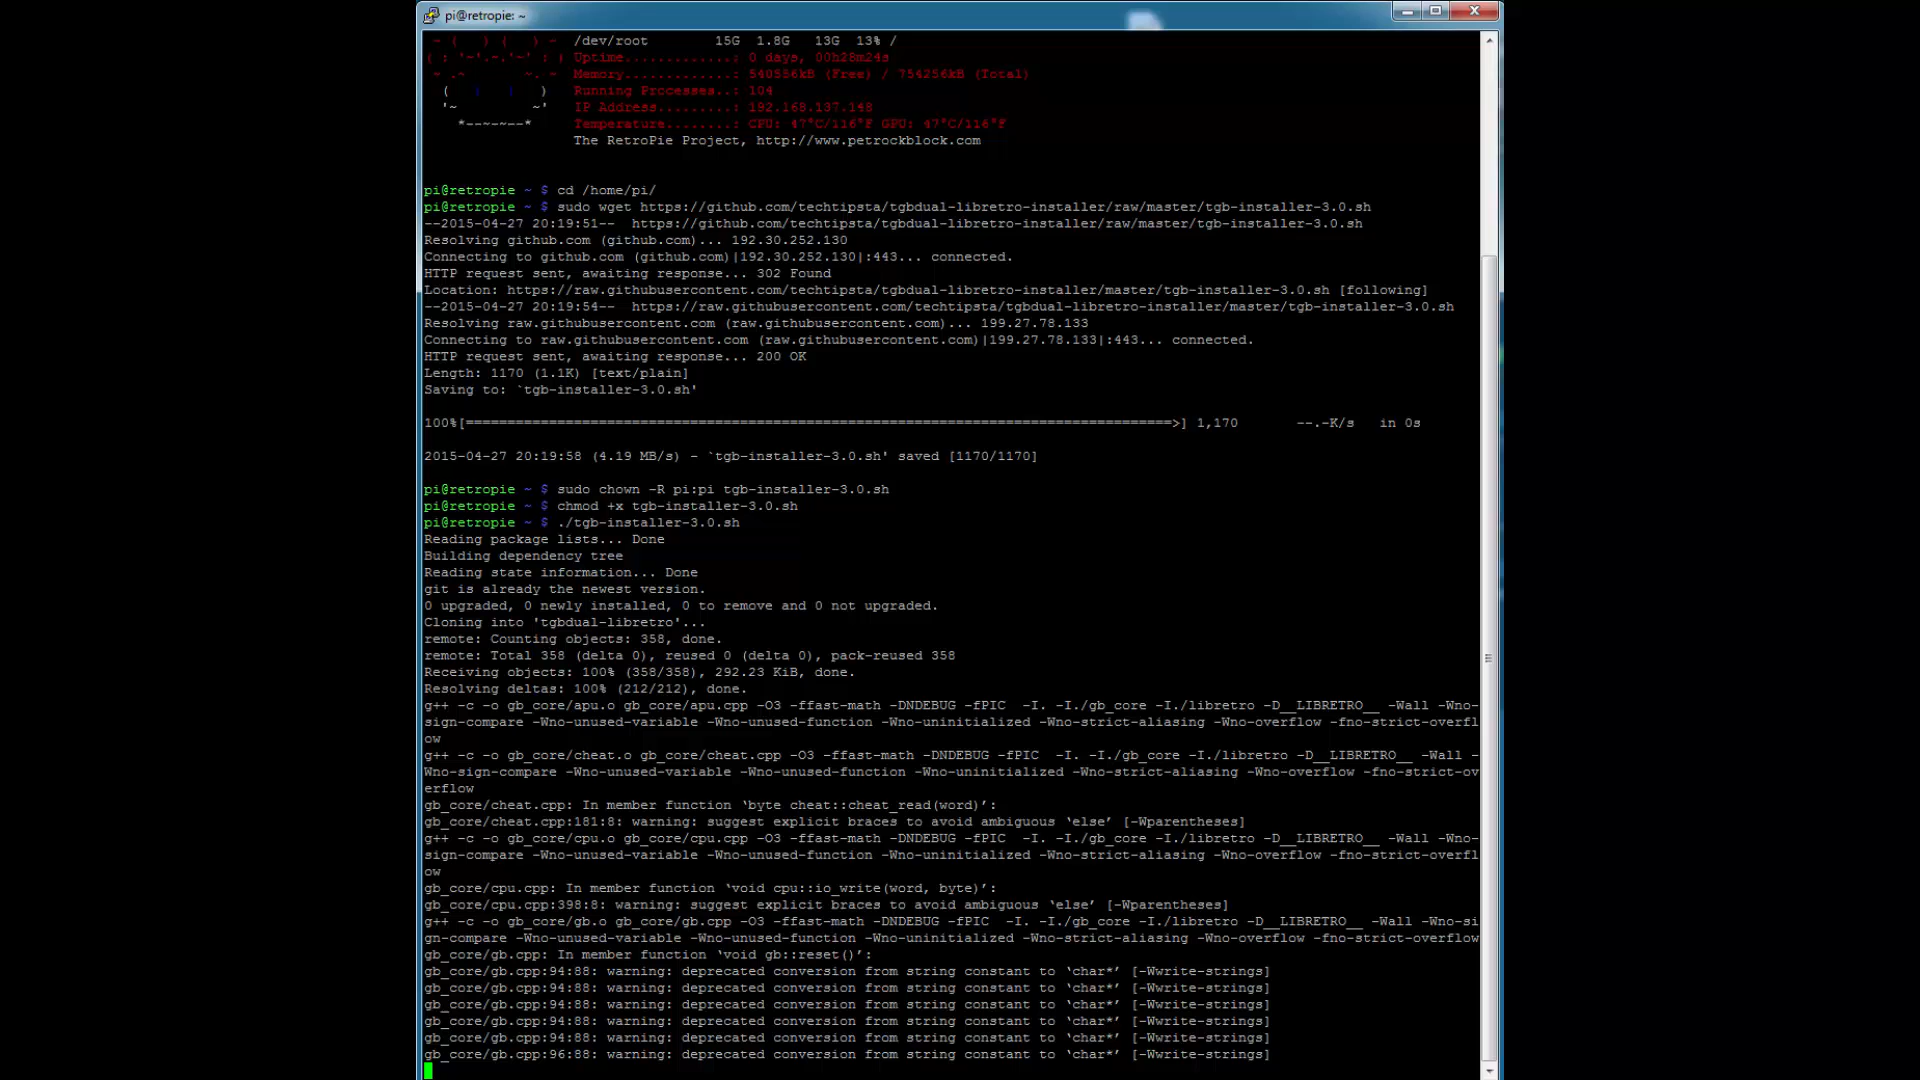 pi@retropie: ~
/dev/root 15G 1.8G 13G 13% /
Uptime.............: 0 days, 00h28m24s
Memory.............: 540556kB (Free) / 754256kB (Total)
Running Processes..: 104
IP Address.........: 192.168.137.148
Temperature........: CPU: 47°C/116°F GPU: 47°C/116°F
The RetroPie Project, http://www.petrockblock.com
pi@retropie ~ $ cd /home/pi/
pi@retropie ~ $ sudo wget https://github.com/techtipsta/tgbdual-libretro-installer/raw/master/tgb-installer-3.0.sh
--2015-04-27 20:19:51-- https://github.com/techtipsta/tgbdual-libretro-installer/raw/master/tgb-installer-3.0.sh
Resolving github.com (github.com)... 192.30.252.130
Connecting to github.com (github.com)|192.30.252.130|:443... connected.
HTTP request sent, awaiting response... 302 Found
Location: https://raw.githubusercontent.com/techtipsta/tgbdual-libretro-installer/master/tgb-installer-3.0.sh [following]
--2015-04-27 20:19:54-- https://raw.githubusercontent.com/techtipsta/tgbdual-libretro-installer/master/tgb-installer-3.0.sh
Resolving raw.githubusercontent.com (raw.githubusercontent.com)... 199.27.78.133
Connecting to raw.githubusercontent.com (raw.githubusercontent.com)|199.27.78.133|:443... connected.
HTTP request sent, awaiting response... 200 OK
Length: 1170 (1.1K) [text/plain]
Saving to: `tgb-installer-3.0.sh'
100%[=====================================================================================>] 1,170 --.-K/s in 0s
2015-04-27 20:19:58 (4.19 MB/s) - `tgb-installer-3.0.sh' saved [1170/1170]
pi@retropie ~ $ sudo chown -R pi:pi tgb-installer-3.0.sh
pi@retropie ~ $ chmod +x tgb-installer-3.0.sh
pi@retropie ~ $ ./tgb-installer-3.0.sh
Reading package lists... Done
Building dependency tree
Reading state information... Done
git is already the newest version.
0 upgraded, 0 newly installed, 0 to remove and 0 not upgraded.
Cloning into 'tgbdual-libretro'...
remote: Counting objects: 358, done.
remote: Total 358 (delta 0), reused 0 (delta 0), pack-reused 358
Receiving objects: 100% (358/358), 292.23 KiB, done.
Resolving deltas: 100% (212/212), done.
g++ -c -o gb_core/apu.o gb_core/apu.cpp -O3 -ffast-math -DNDEBUG -fPIC -I. -I./gb_core -I./libretro -D__LIBRETRO__ -Wall -Wno-
sign-compare -Wno-unused-variable -Wno-unused-function -Wno-uninitialized -Wno-strict-aliasing -Wno-overflow -fno-strict-overfl
ow
g++ -c -o gb_core/cheat.o gb_core/cheat.cpp -O3 -ffast-math -DNDEBUG -fPIC -I. -I./gb_core -I./libretro -D__LIBRETRO__ -Wall -
Wno-sign-compare -Wno-unused-variable -Wno-unused-function -Wno-uninitialized -Wno-strict-aliasing -Wno-overflow -fno-strict-ov
erflow
gb_core/cheat.cpp: In member function ‘byte cheat::cheat_read(word)’:
gb_core/cheat.cpp:181:8: warning: suggest explicit braces to avoid ambiguous ‘else’ [-Wparentheses]
g++ -c -o gb_core/cpu.o gb_core/cpu.cpp -O3 -ffast-math -DNDEBUG -fPIC -I. -I./gb_core -I./libretro -D__LIBRETRO__ -Wall -Wno-
sign-compare -Wno-unused-variable -Wno-unused-function -Wno-uninitialized -Wno-strict-aliasing -Wno-overflow -fno-strict-overfl
ow
gb_core/cpu.cpp: In member function ‘void cpu::io_write(word, byte)’:
gb_core/cpu.cpp:398:8: warning: suggest explicit braces to avoid ambiguous ‘else’ [-Wparentheses]
g++ -c -o gb_core/gb.o gb_core/gb.cpp -O3 -ffast-math -DNDEBUG -fPIC -I. -I./gb_core -I./libretro -D__LIBRETRO__ -Wall -Wno-si
gn-compare -Wno-unused-variable -Wno-unused-function -Wno-uninitialized -Wno-strict-aliasing -Wno-overflow -fno-strict-overflow
gb_core/gb.cpp: In member function ‘void gb::reset()’:
gb_core/gb.cpp:94:88: warning: deprecated conversion from string constant to ‘char*’ [-Wwrite-strings]
gb_core/gb.cpp:94:88: warning: deprecated conversion from string constant to ‘char*’ [-Wwrite-strings]
gb_core/gb.cpp:94:88: warning: deprecated conversion from string constant to ‘char*’ [-Wwrite-strings]
gb_core/gb.cpp:94:88: warning: deprecated conversion from string constant to ‘char*’ [-Wwrite-strings]
gb_core/gb.cpp:94:88: warning: deprecated conversion from string constant to ‘char*’ [-Wwrite-strings]
gb_core/gb.cpp:96:88: warning: deprecated conversion from string constant to ‘char*’ [-Wwrite-strings]